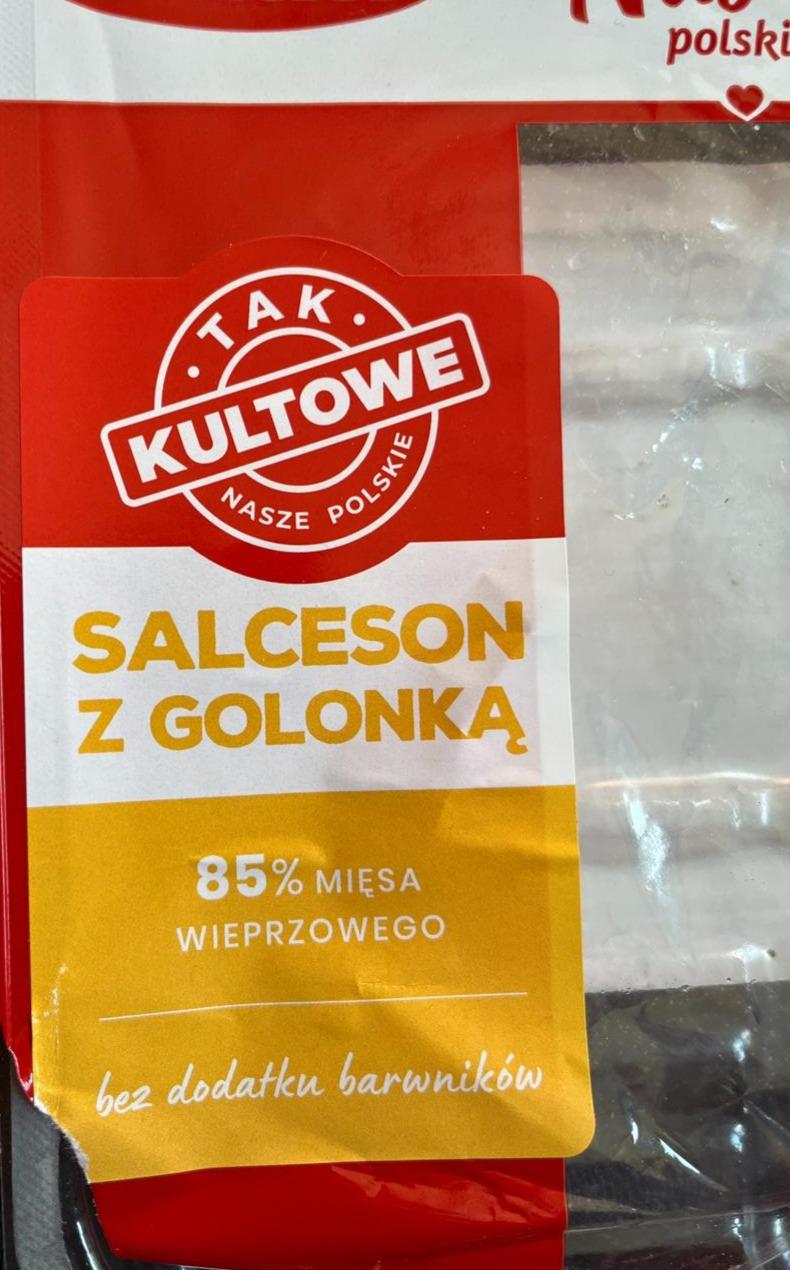 polski
TAK
KULTOWE
NASZE POLSKIE
SALCESON
Z GOLONKĄ
85% MIĘSA
WIEPRZOWEGO
bez dodatku barwników